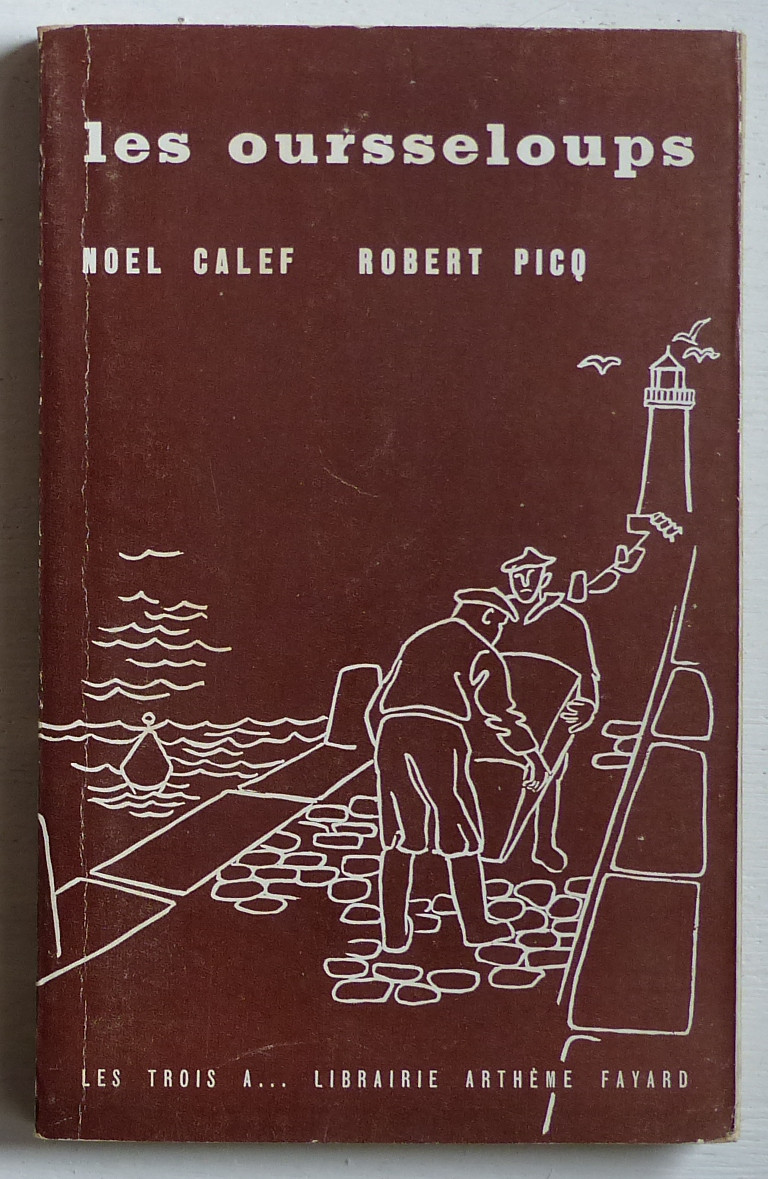 les oursseloups
NOEL CALEF ROBERT PICQ
LES TROIS A... LIBRAIRIE ARTHÈME FAYARD